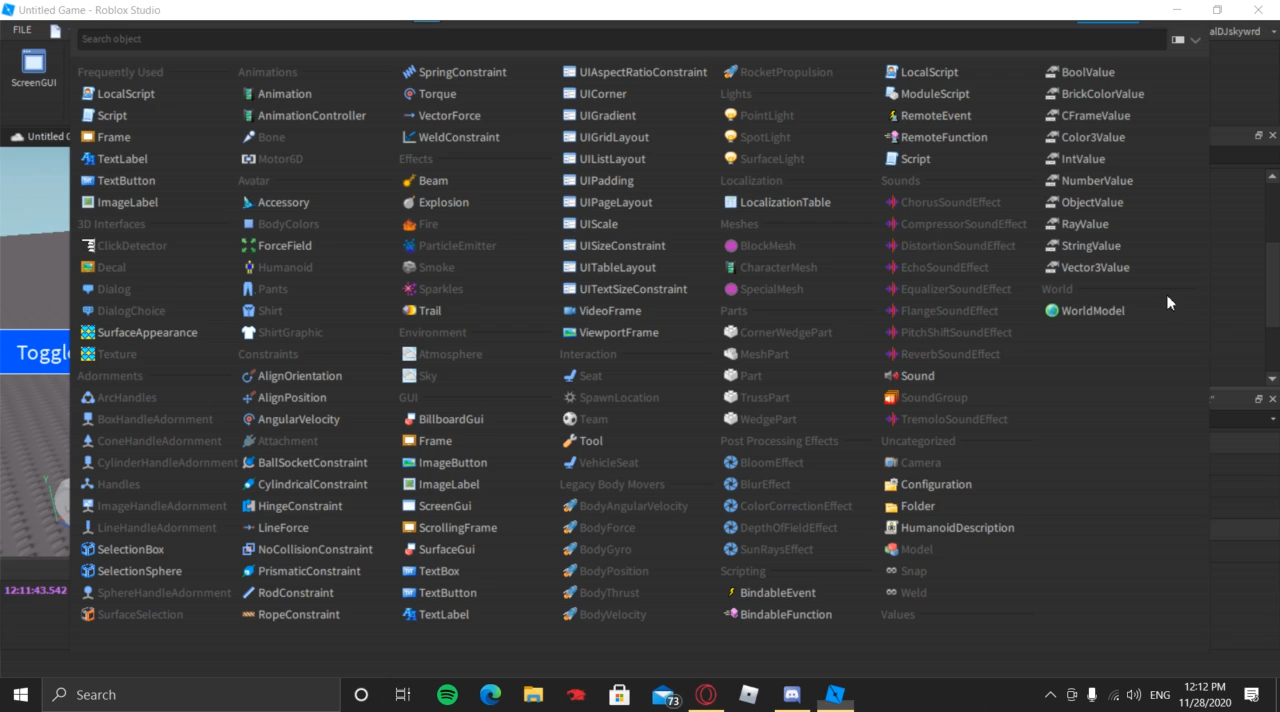 Untitled Game - Roblox Studio
FILE
ScreenGUI
Search object
alDJskywrd
Untitled G
Toggl
12:11:43.542
Frequently Used
LocalScript
Script
Frame
TextLabel
TextButton
ImageLabel
3D Interfaces
ClickDetector
Decal
Dialog
DialogChoice
SurfaceAppearance
Texture
Adornments
ArcHandles
BoxHandleAdornment
ConeHandleAdornment
CylinderHandleAdornment
Handles
ImageHandleAdornment
LineHandleAdornment
SelectionBox
SelectionSphere
SphereHandleAdornment
SurfaceSelection
Animations
Animation
AnimationController
Bone
Motor6D
Avatar
Accessory
BodyColors
ForceField
Humanoid
Pants
Shirt
ShirtGraphic
Constraints
AlignOrientation
AlignPosition
AngularVelocity
Attachment
BallSocketConstraint
CylindricalConstraint
HingeConstraint
LineForce
NoCollisionConstraint
PrismaticConstraint
RodConstraint
RopeConstraint
SpringConstraint
Torque
VectorForce
WeldConstraint
Effects
Beam
Explosion
Fire
ParticleEmitter
Smoke
Sparkles
Trail
Environment
Atmosphere
Sky
GUI
BillboardGui
Frame
ImageButton
ImageLabel
ScreenGui
ScrollingFrame
SurfaceGui
TextBox
TextButton
TextLabel
UIAspectRatioConstraint
UICorner
UIGradient
UIGridLayout
UIListLayout
UIPadding
UIPageLayout
UIScale
UISizeConstraint
UITableLayout
UITextSizeConstraint
VideoFrame
ViewportFrame
Interaction
Seat
SpawnLocation
Team
Tool
VehicleSeat
Legacy Body Movers
BodyAngularVelocity
BodyForce
BodyGyro
BodyPosition
BodyThrust
BodyVelocity
RocketPropulsion
Lights
PointLight
SpotLight
SurfaceLight
Localization
LocalizationTable
Meshes
BlockMesh
CharacterMesh
SpecialMesh
Parts
CornerWedgePart
MeshPart
Part
TrussPart
WedgePart
Post Processing Effects
BloomEffect
BlurEffect
ColorCorrectionEffect
DepthOfFieldEffect
SunRaysEffect
Scripting
BindableEvent
BindableFunction
LocalScript
ModuleScript
RemoteEvent
RemoteFunction
Script
Sounds
ChorusSoundEffect
CompressorSoundEffect
DistortionSoundEffect
EchoSoundEffect
EqualizerSoundEffect
FlangeSoundEffect
PitchShiftSoundEffect
ReverbSoundEffect
Sound
SoundGroup
TremoloSoundEffect
Uncategorized
Camera
Configuration
Folder
HumanoidDescription
Model
Snap
Weld
Values
BoolValue
BrickColorValue
CFrameValue
Color3Value
IntValue
NumberValue
ObjectValue
RayValue
StringValue
Vector3Value
World
WorldModel
Search
73
ENG
12:12 PM
11/28/2020